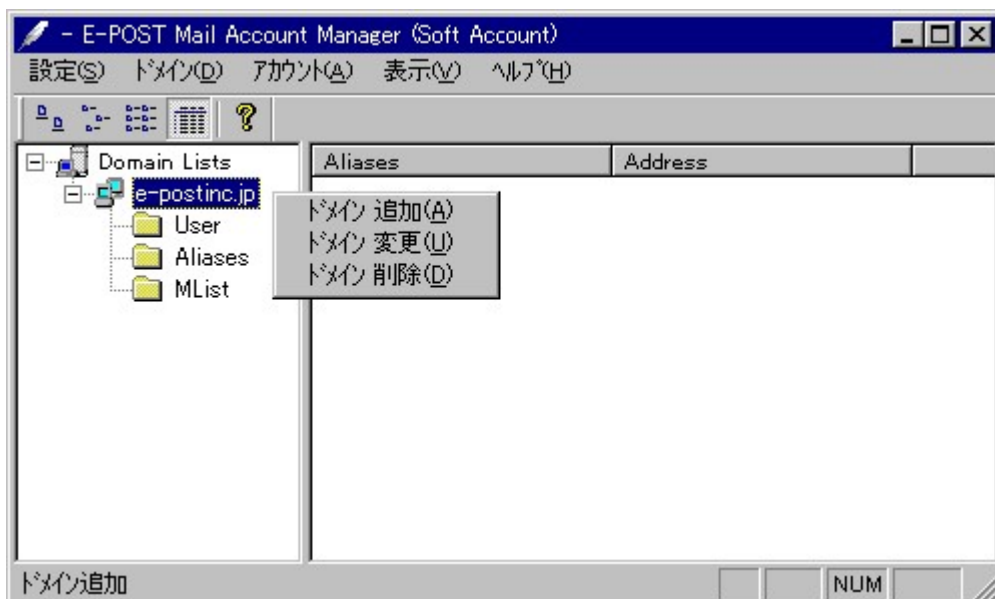 - E-POST Mail Account Manager (Soft Account)
設定(S) ﾄﾞﾒｲﾝ(D) ｱｶｳﾝﾄ(A) 表示(V) ﾍﾙﾌﾟ(H)
Domain Lists
e-postinc.jp
User
Aliases
MList
Aliases Address
ﾄﾞﾒｲﾝ 追加(A)
ﾄﾞﾒｲﾝ 変更(U)
ﾄﾞﾒｲﾝ 削除(D)
ﾄﾞﾒｲﾝ追加 NUM